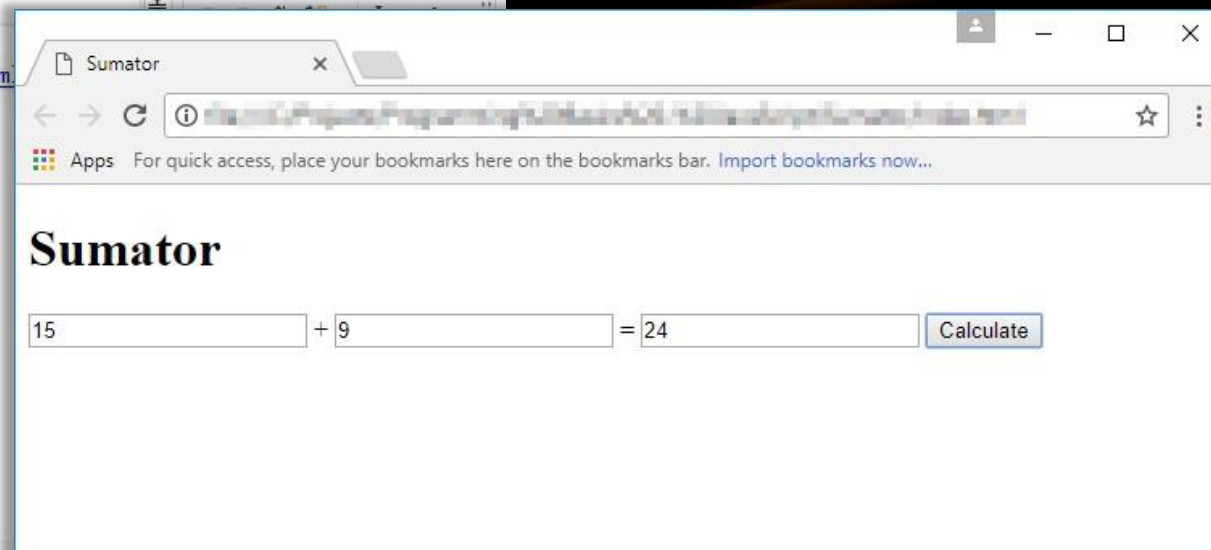 Sumator
Apps For quick access, place your bookmarks here on the bookmarks bar. Import bookmarks now...
Sumator
15 + 9 = 24 Calculate